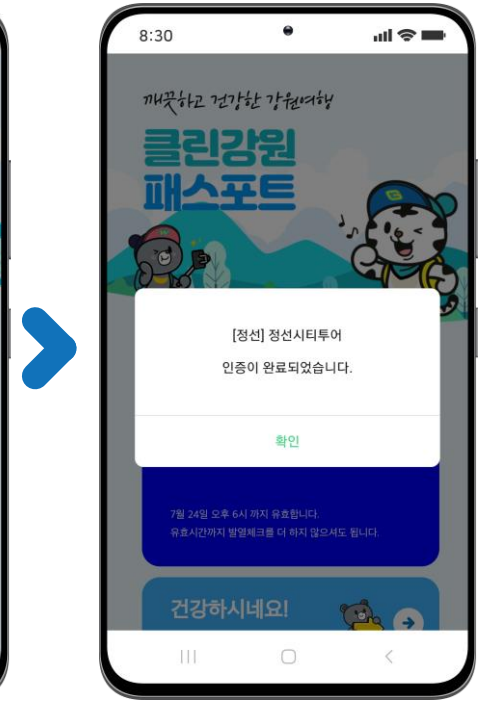 8:30
깨끗하고 건강한 강원여행
클린강원
패스포트
[정선] 정선시티투어
인증이 완료되었습니다.
확인
7월 24일 오후 6시 까지 유효합니다.
유효시간까지 발열체크를 더 하지 않으셔도 됩니다.
건강하시네요!